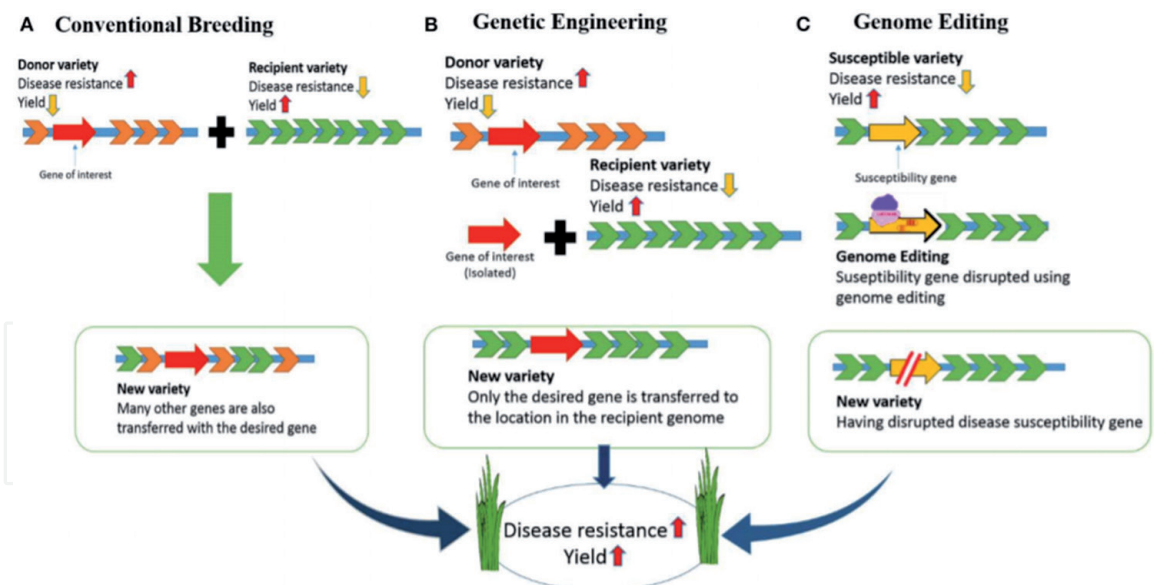 A Conventional Breeding
Donor variety
Disease resistance
Yield
Recipient variety
Disease resistance
Yield
Gene of interest
New variety
Many other genes are also
transferred with the desired gene
B Genetic Engineering
Donor variety
Disease resistance
Yield
Gene of interest
Recipient variety
Disease resistance
Yield
Gene of interest
(Isolated)
New variety
Only the desired gene is transferred to
the location in the recipient genome
C Genome Editing
Susceptible variety
Disease resistance
Yield
Susceptibility gene
Genome Editing
Suseptibility gene disrupted using
genome editing
New variety
Having disrupted disease susceptibility gene
Disease resistance
Yield